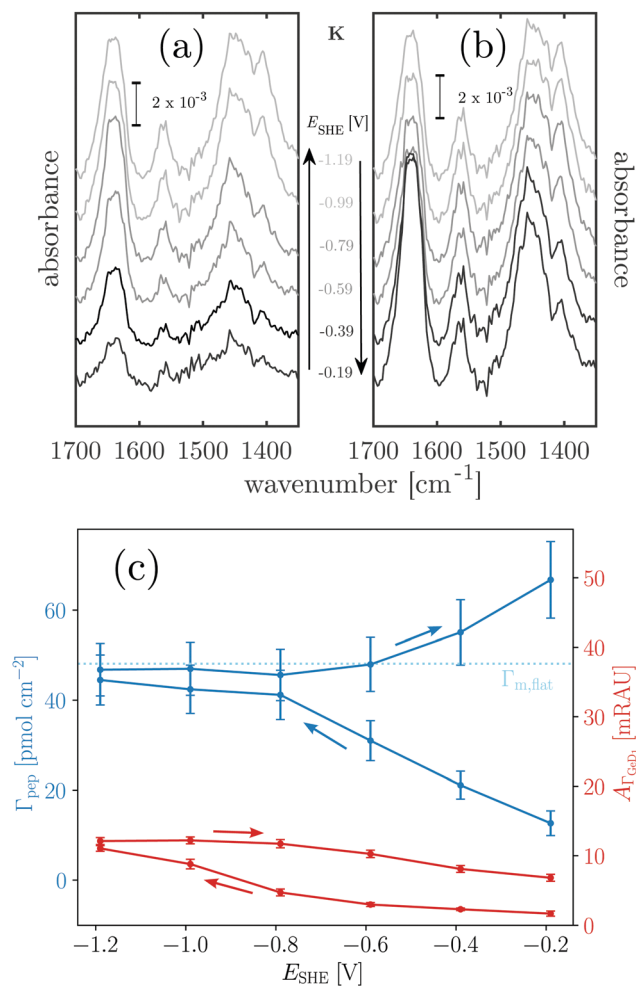 (a) K (b)
2 x 10⁻³ 2 x 10⁻³
E_SHE [V]
-1.19
-0.99
-0.79
-0.59
-0.39
-0.19
absorbance absorbance
1700 1600 1500 1400 1700 1600 1500 1400
wavenumber [cm⁻¹]
(c)
Γ_pep [pmol cm⁻²]
60
40
20
0
Γ_m,flat
50
40
30
20
10
0
A_Γ_GeD₁ [mRAU]
−1.2 −1.0 −0.8 −0.6 −0.4 −0.2
E_SHE [V]